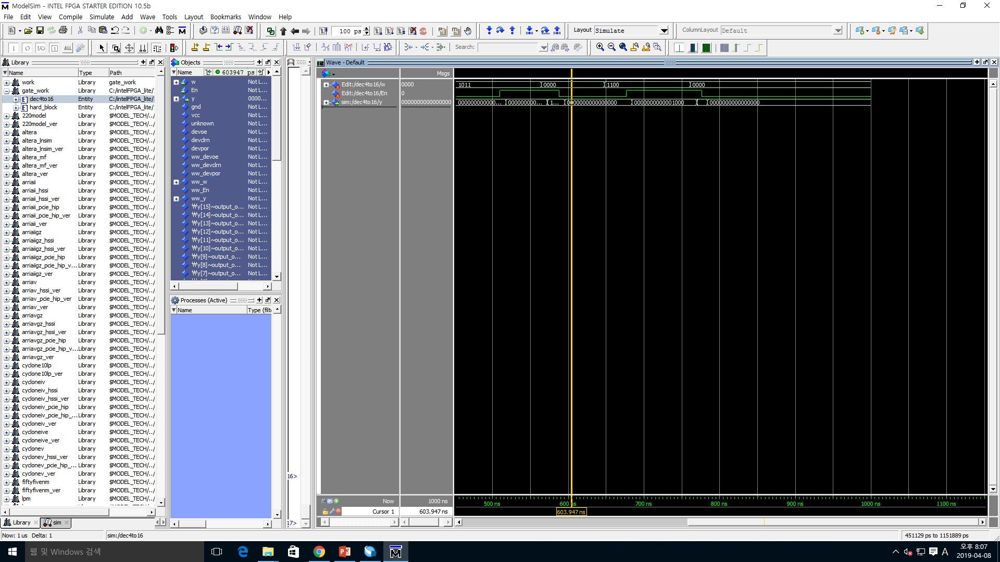 ModelSim - INTEL FPGA STARTER EDITION 10.5b
File Edit View Compile Simulate Add Wave Tools Layout Bookmarks Window Help
100 ps
Layout Simulate
ColumnLayout Default
Search:
Library
Name Type Path
work Library gate_work
gate_work Library C:/intelFPGA_lite/
dec4to16 Entity C:/intelFPGA_lite/
hard_block Entity C:/intelFPGA_lite/
220model Library $MODEL_TECH/../
220model_ver Library $MODEL_TECH/../
altera Library $MODEL_TECH/../
altera_lnsim Library $MODEL_TECH/../
altera_lnsim_ver Library $MODEL_TECH/../
altera_mf Library $MODEL_TECH/../
altera_mf_ver Library $MODEL_TECH/../
altera_ver Library $MODEL_TECH/../
arriaii Library $MODEL_TECH/../
arriaii_hssi Library $MODEL_TECH/../
arriaii_hssi_ver Library $MODEL_TECH/../
arriaii_pcie_hip Library $MODEL_TECH/../
arriaii_pcie_hip_ver Library $MODEL_TECH/../
arriaii_ver Library $MODEL_TECH/../
arriaiigz Library $MODEL_TECH/../
arriaiigz_hssi Library $MODEL_TECH/../
arriaiigz_hssi_ver Library $MODEL_TECH/../
arriaiigz_pcie_hip Library $MODEL_TECH/../
arriaiigz_pcie_hip_v... Library $MODEL_TECH/../
arriaiigz_ver Library $MODEL_TECH/../
arriav Library $MODEL_TECH/../
arriav_hssi_ver Library $MODEL_TECH/../
arriav_pcie_hip_ver Library $MODEL_TECH/../
arriav_ver Library $MODEL_TECH/../
arriavgz Library $MODEL_TECH/../
arriavgz_hssi Library $MODEL_TECH/../
arriavgz_hssi_ver Library $MODEL_TECH/../
arriavgz_pcie_hip Library $MODEL_TECH/../
arriavgz_pcie_hip_v... Library $MODEL_TECH/../
arriavgz_ver Library $MODEL_TECH/../
cyclone10lp Library $MODEL_TECH/../
cyclone10lp_ver Library $MODEL_TECH/../
cycloneiv Library $MODEL_TECH/../
cycloneiv_hssi Library $MODEL_TECH/../
cycloneiv_hssi_ver Library $MODEL_TECH/../
cycloneiv_pcie_hip Library $MODEL_TECH/../
cycloneiv_pcie_hip_... Library $MODEL_TECH/../
cycloneiv_ver Library $MODEL_TECH/../
cycloneive Library $MODEL_TECH/../
cycloneive_ver Library $MODEL_TECH/../
cyclonev Library $MODEL_TECH/../
cyclonev_hssi_ver Library $MODEL_TECH/../
cyclonev_pcie_hip_... Library $MODEL_TECH/../
cyclonev_ver Library $MODEL_TECH/../
fiftyfivenm Library $MODEL_TECH/../
fiftyfivenm_ver Library $MODEL_TECH/../
lpm Library $MODEL_TECH/../
Library sim
Objects
Name 603947 ps
w Not L...
En Not L...
y 0000...
gnd Not L...
vcc Not L...
unknown Not L...
devoe Not L...
devclrn Not L...
devpor Not L...
ww_devoe Not L...
ww_devclrn Not L...
ww_devpor Not L...
ww_w Not L...
ww_En Not L...
ww_y Not L...
₩y[15]~output_o... Not L...
₩y[14]~output_o... Not L...
₩y[13]~output_o... Not L...
₩y[12]~output_o... Not L...
₩y[11]~output_o... Not L...
₩y[10]~output_o... Not L...
₩y[9]~output_o... Not L...
₩y[8]~output_o... Not L...
₩y[7]~output_o... Not L...
Processes (Active)
Name Type (filt
16>
17>
Wave - Default
Msgs
Edit:/dec4to16/w 0000 1011 0000 1100 0000
Edit:/dec4to16/En 0
sim:/dec4to16/y 0000000000000000 000000000000... 000000000... 1... 0000000000000000 0000000000001000 0000000000000000
Now 1000 ns 500 ns 600 ns 700 ns 800 ns 900 ns 1000 ns 1100 ns
Cursor 1 603.947 ns 603.947 ns
Now: 1 us Delta: 1 sim:/dec4to16 451129 ps to 1151889 ps
웹 및 Windows 검색
A
오후 8:07
2019-04-08